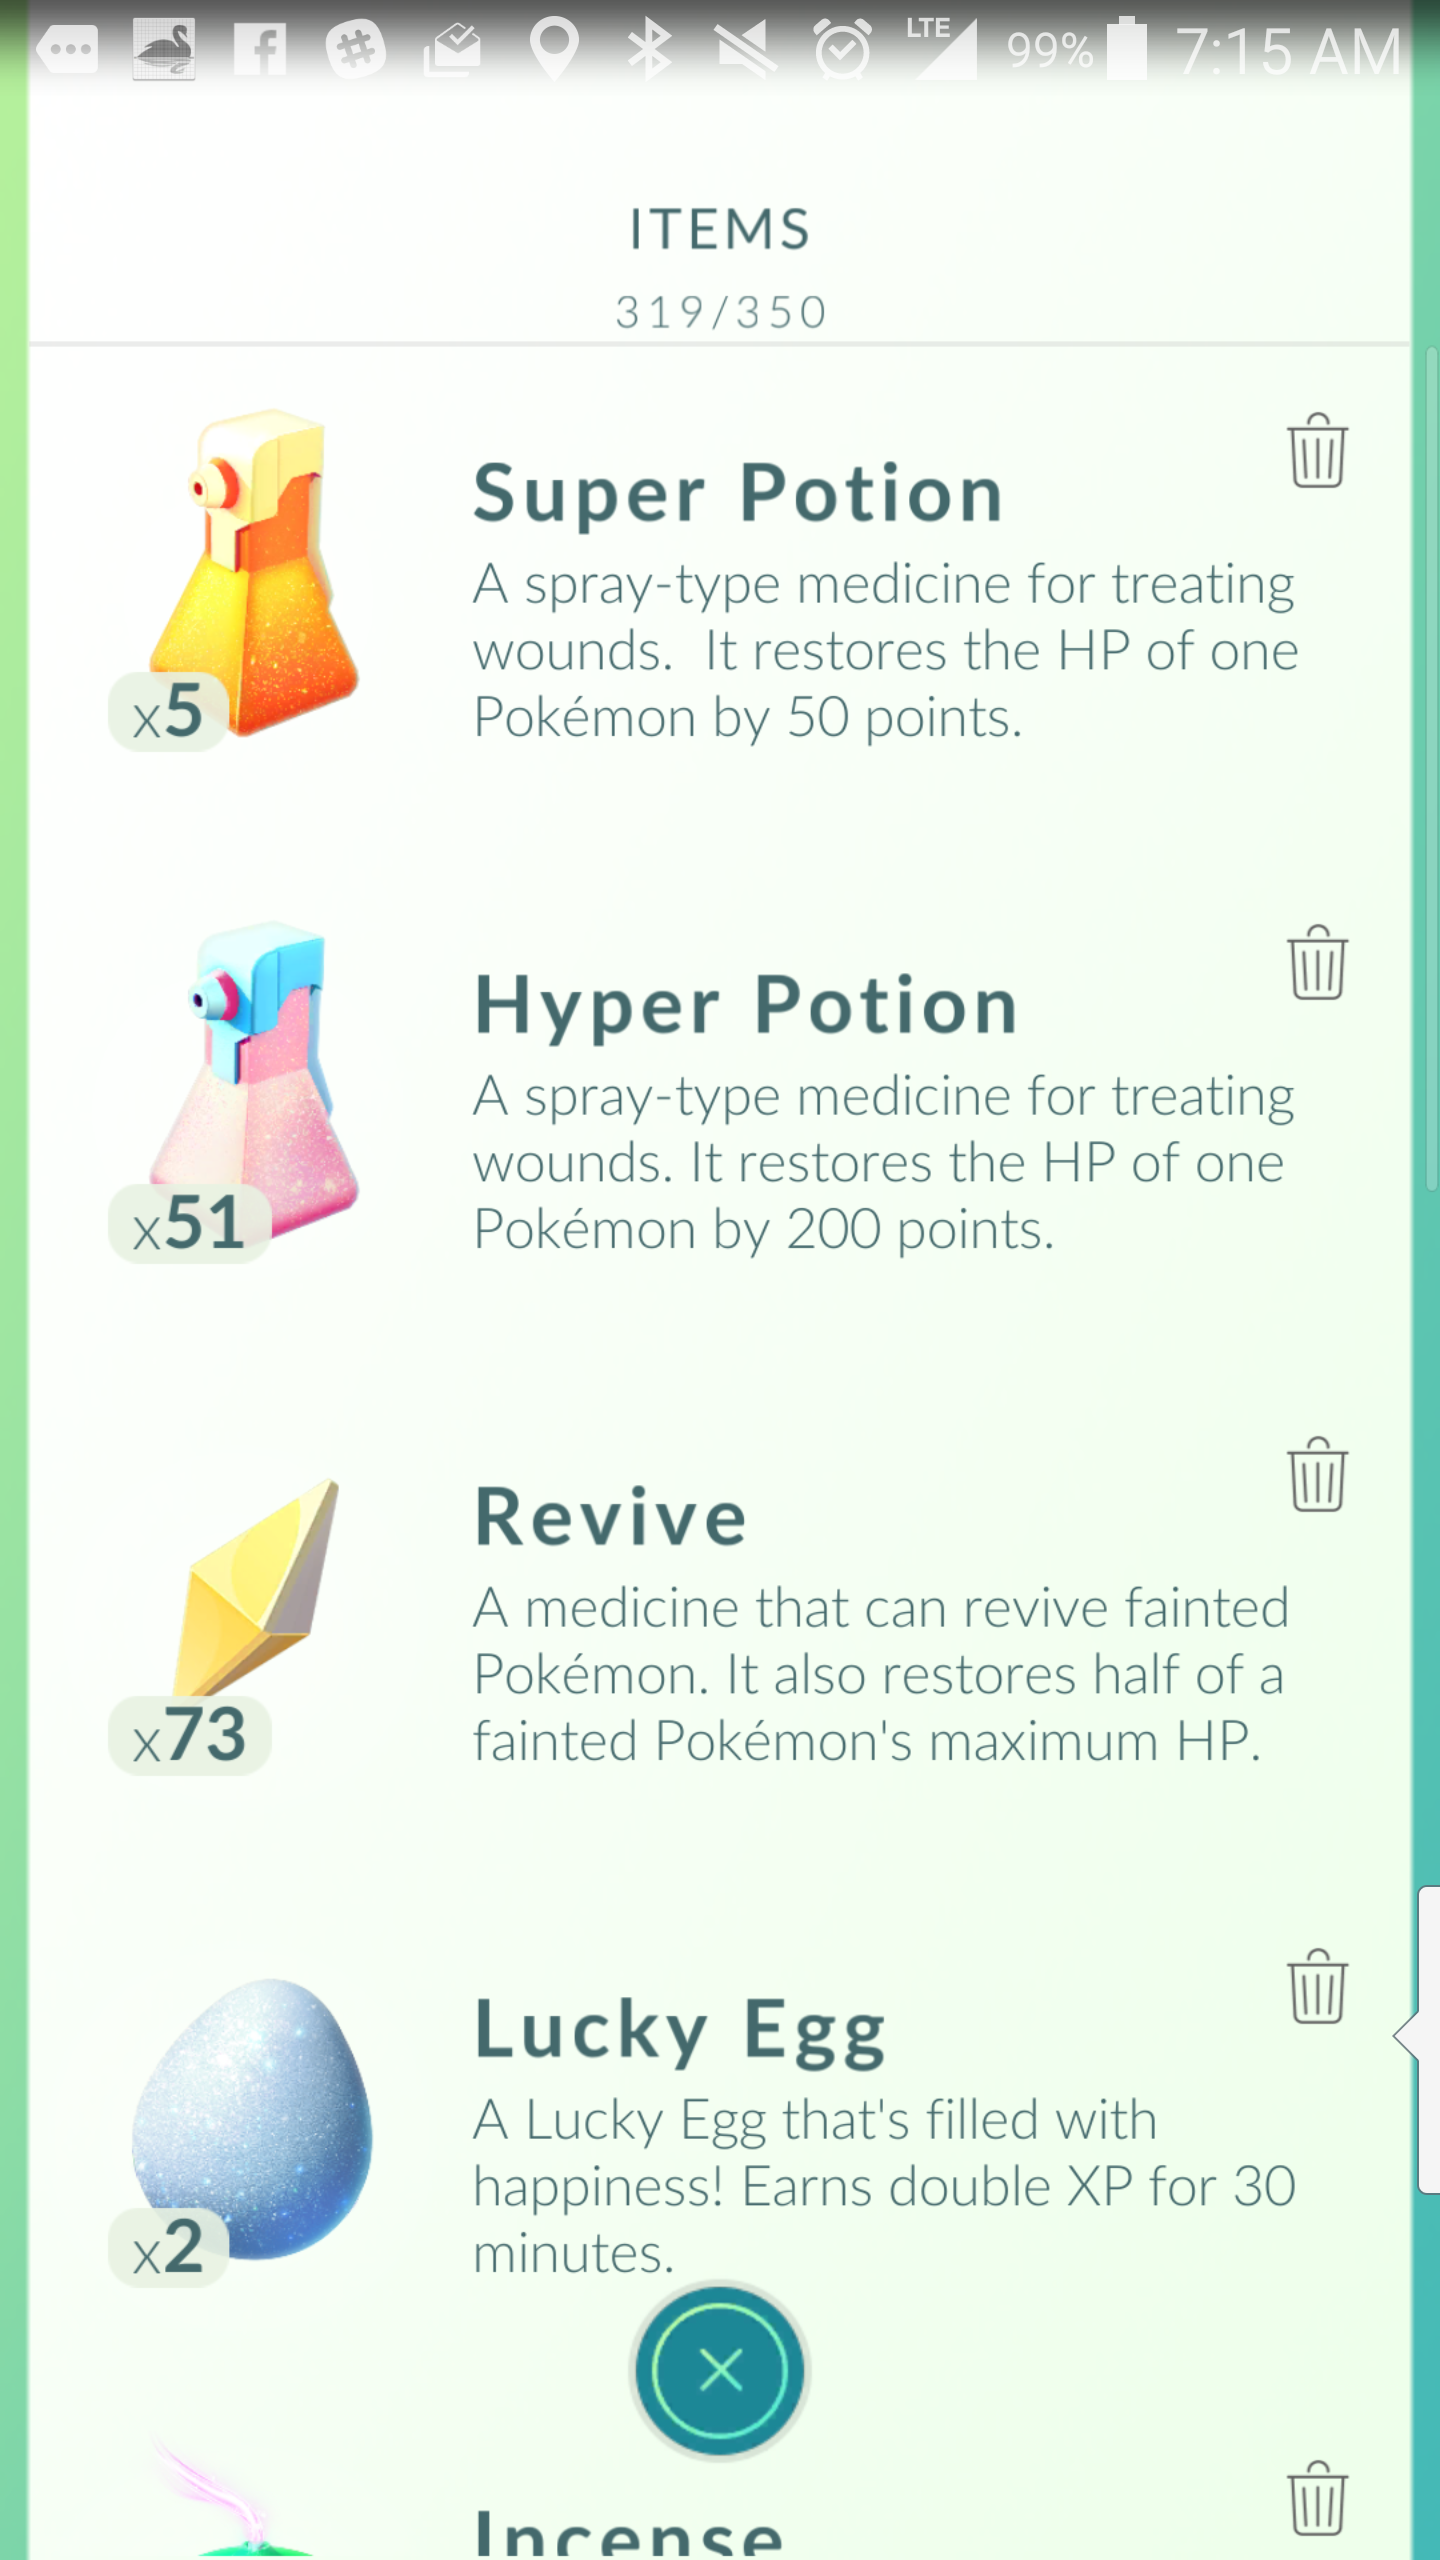 LTE 99% 7:15 AM
ITEMS
319/350
Super Potion
A spray-type medicine for treating
wounds.  It restores the HP of one
Pokémon by 50 points.
x5
Hyper Potion
A spray-type medicine for treating
wounds. It restores the HP of one
Pokémon by 200 points.
x51
Revive
A medicine that can revive fainted
Pokémon. It also restores half of a
fainted Pokémon's maximum HP.
x73
Lucky Egg
A Lucky Egg that's filled with
happiness! Earns double XP for 30
minutes.
x2
Incense